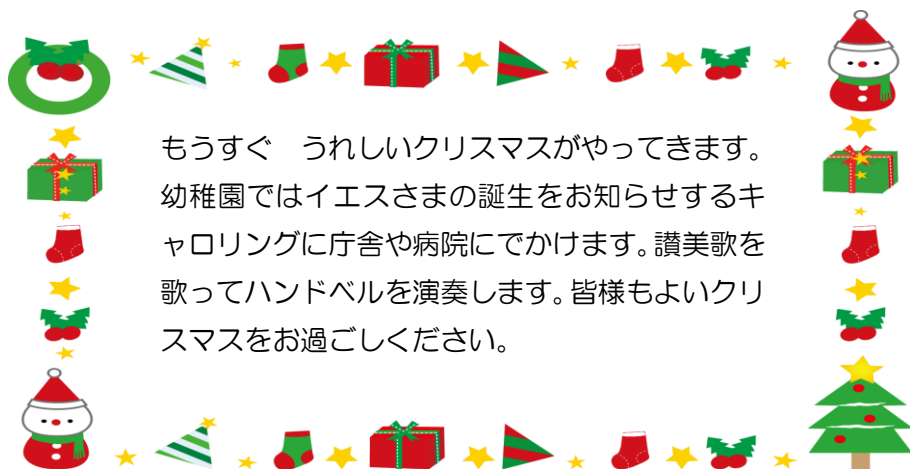 もうすぐ　うれしいクリスマスがやってきます。
幼稚園ではイエスさまの誕生をお知らせするキ
ャロリングに庁舎や病院にでかけます。讃美歌を
歌ってハンドベルを演奏します。皆様もよいクリ
スマスをお過ごしください。